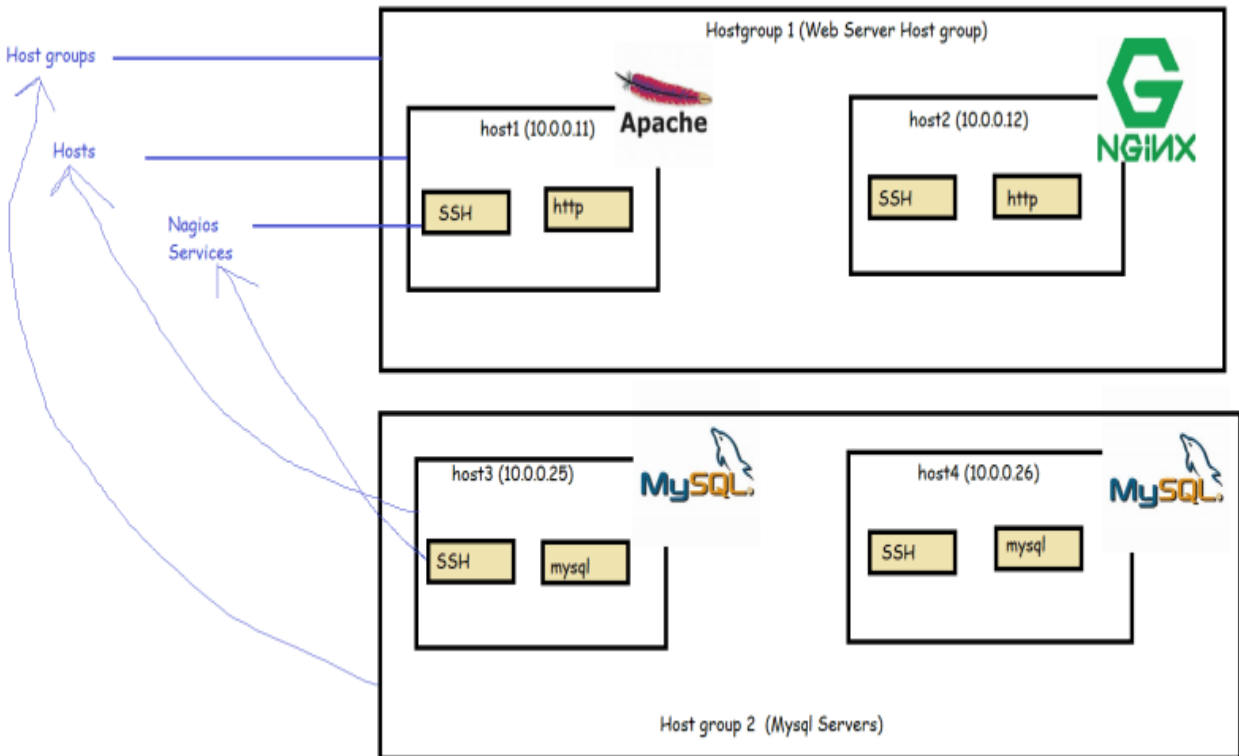 Hostgroup 1 (Web Server Host group)
Host groups
host1 (10.0.0.11)
Apache
host2 (10.0.0.12)
NGiNX
Hosts
SSH
http
SSH
http
Nagios
Services
host3 (10.0.0.25)
MySQL
host4 (10.0.0.26)
MySQL
SSH
mysql
SSH
mysql
Host group 2 (Mysql Servers)